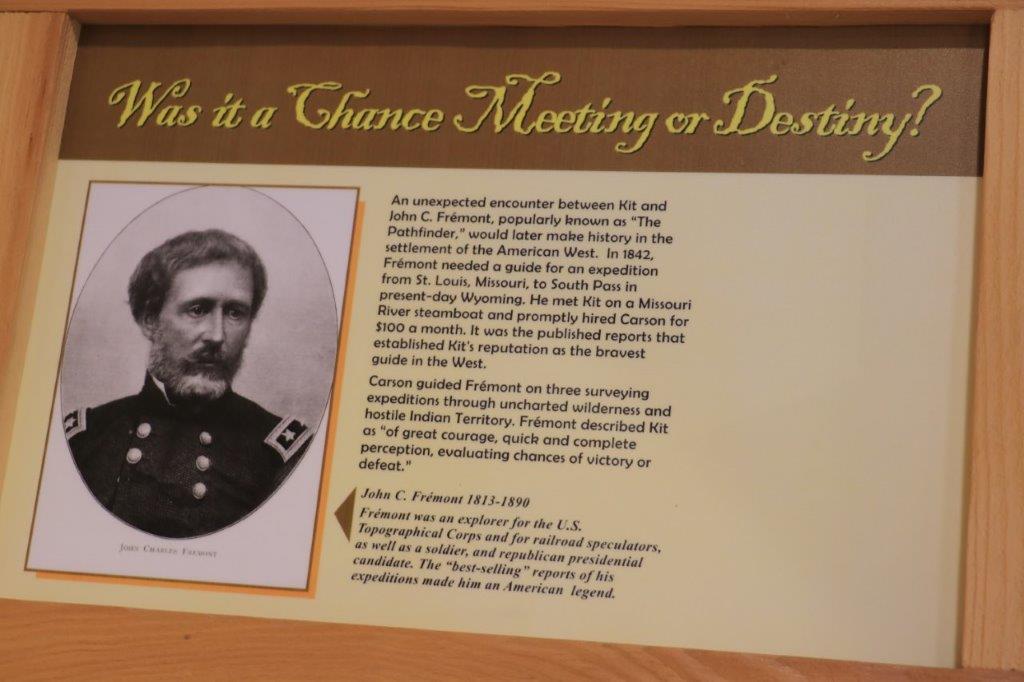 Was it a Chance Meeting or Destiny?
An unexpected encounter between Kit and
John C. Frémont, popularly known as “The
Pathfinder,” would later make history in the
settlement of the American West. In 1842,
Frémont needed a guide for an expedition
from St. Louis, Missouri, to South Pass in
present-day Wyoming. He met Kit on a Missouri
River steamboat and promptly hired Carson for
$100 a month. It was the published reports that
established Kit's reputation as the bravest
guide in the West.
Carson guided Frémont on three surveying
expeditions through uncharted wilderness and
hostile Indian Territory. Frémont described Kit
as “of great courage, quick and complete
perception, evaluating chances of victory or
defeat.”
John C. Frémont 1813-1890
Frémont was an explorer for the U.S.
Topographical Corps and for railroad speculators,
as well as a soldier, and republican presidential
candidate. The “best-selling” reports of his
expeditions made him an American legend.
JOHN CHARLES FREMONT